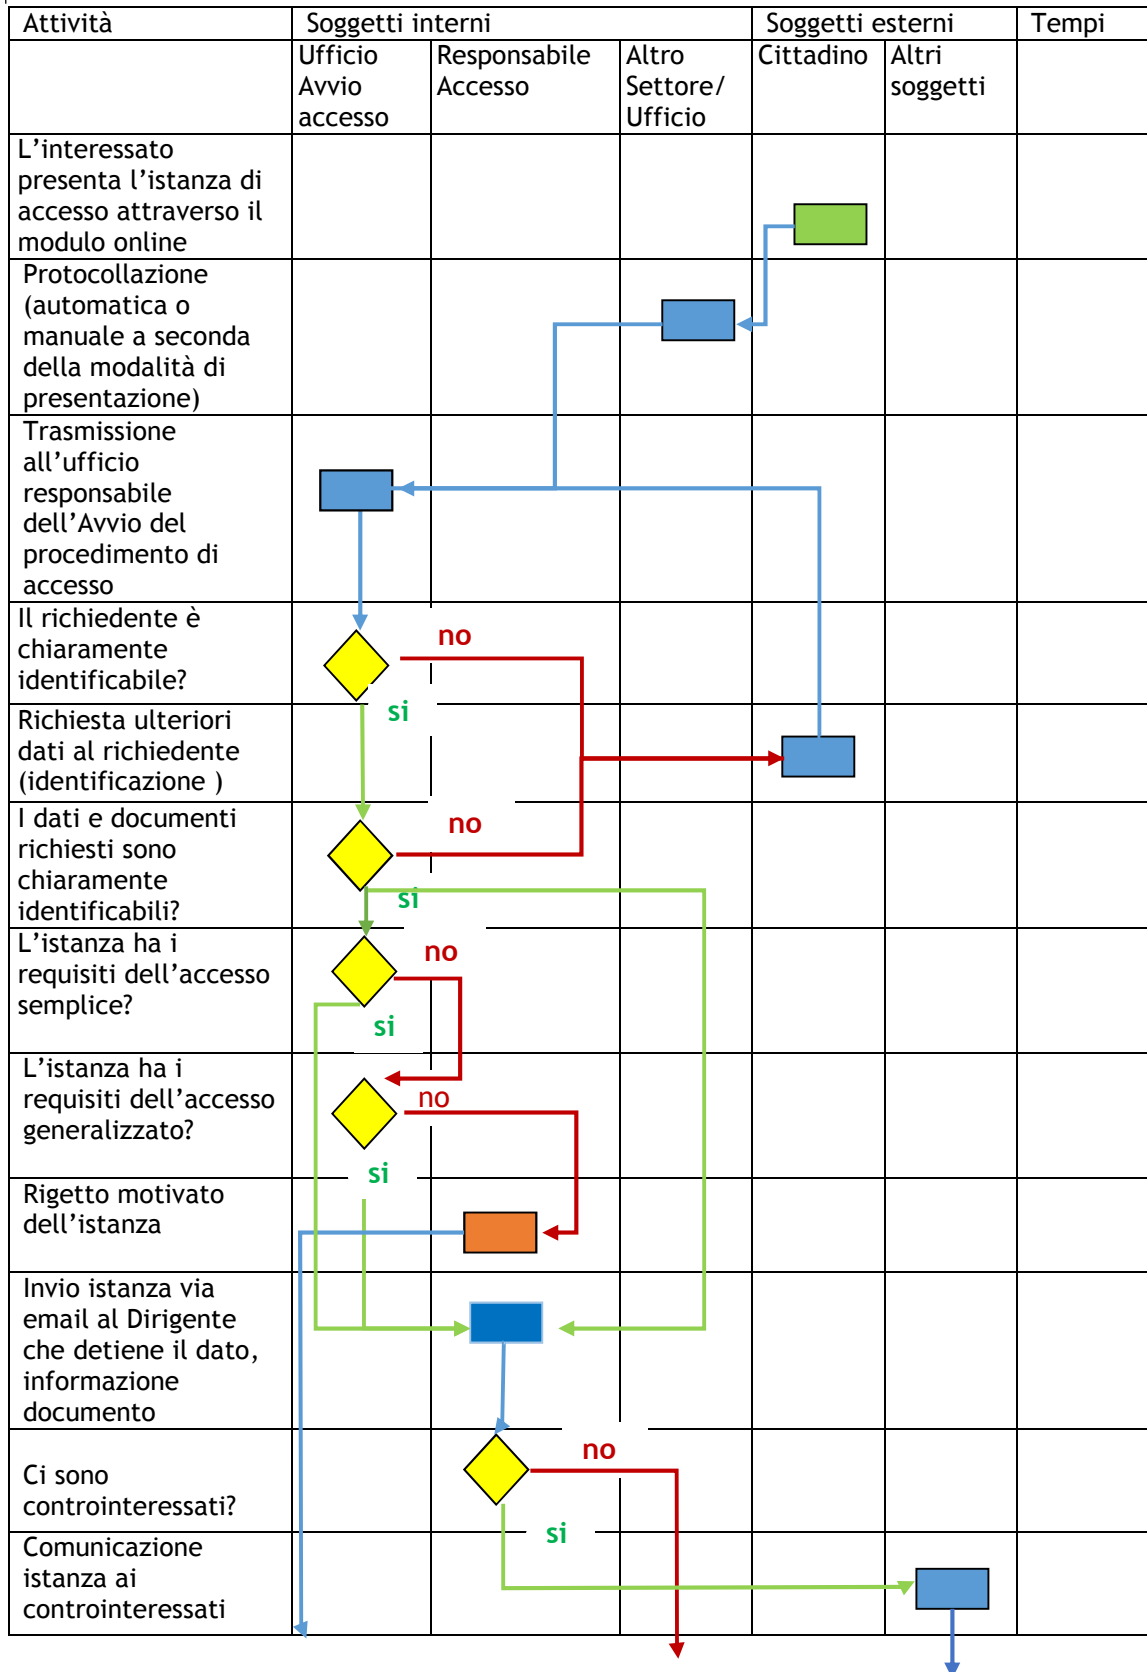 Attività Soggetti interni Soggetti esterni Tempi
Ufficio Avvio accesso
Responsabile Accesso
Altro Settore/ Ufficio
Cittadino
Altri soggetti
L’interessato
presenta l’istanza di
accesso attraverso il
modulo online
Protocollazione
(automatica o
manuale a seconda
della modalità di
presentazione)
Trasmissione
all’ufficio
responsabile
dell’Avvio del
procedimento di
accesso
Il richiedente è
chiaramente
identificabile?
no
si
Richiesta ulteriori
dati al richiedente
(identificazione )
I dati e documenti
richiesti sono
chiaramente
identificabili?
no
si
L’istanza ha i
requisiti dell’accesso
semplice?
no
si
L’istanza ha i
requisiti dell’accesso
generalizzato?
no
si
Rigetto motivato
dell’istanza
Invio istanza via
email al Dirigente
che detiene il dato,
informazione
documento
Ci sono
controinteressati?
no
si
Comunicazione
istanza ai
controinteressati